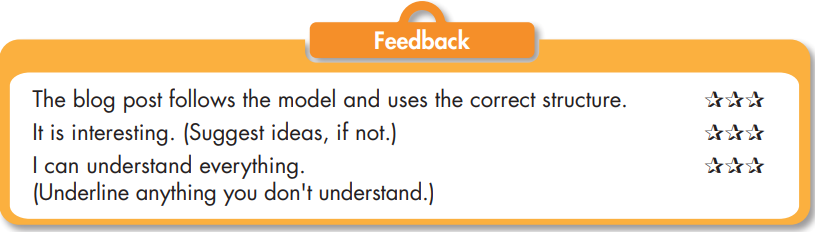 Feedback
The blog post follows the model and uses the correct structure. ✰✰✰
It is interesting. (Suggest ideas, if not.) ✰✰✰
I can understand everything. ✰✰✰
(Underline anything you don't understand.)